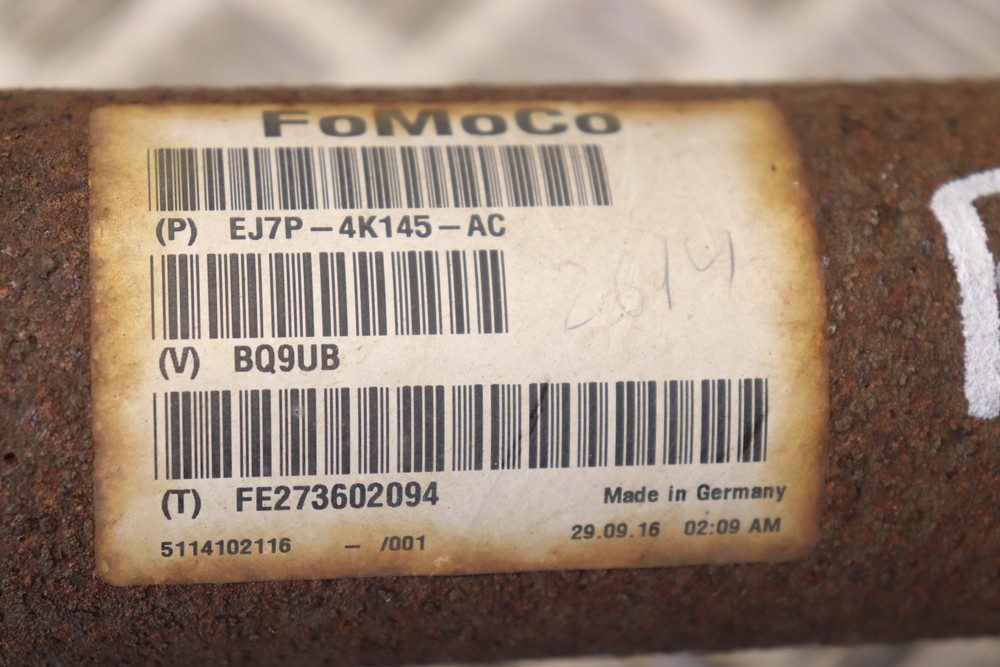 FoMoCo
(P) EJ7P-4K145-AC
(V) BQ9UB
(T) FE273602094
Made in Germany
5114102116 - /001
29.09.16 02:09 AM